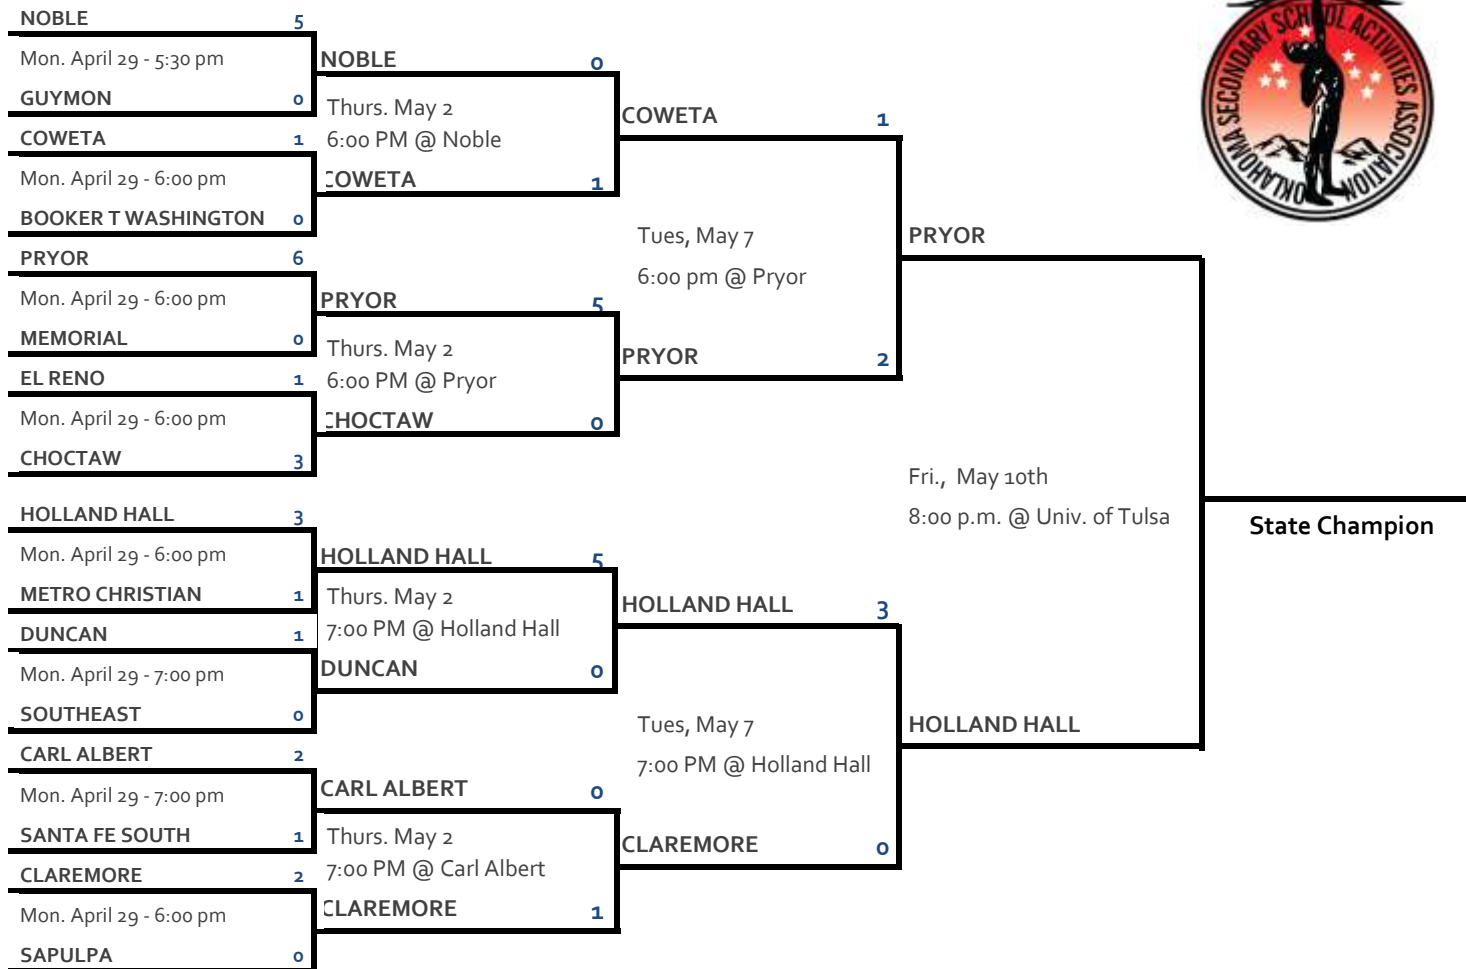 NOBLE 5
Mon. April 29 - 5:30 pm
GUYMON 0
COWETA 1
Mon. April 29 - 6:00 pm
BOOKER T WASHINGTON 0
PRYOR 6
Mon. April 29 - 6:00 pm
MEMORIAL 0
EL RENO 1
Mon. April 29 - 6:00 pm
CHOCTAW 3
HOLLAND HALL 3
Mon. April 29 - 6:00 pm
METRO CHRISTIAN 1
DUNCAN 1
Mon. April 29 - 7:00 pm
SOUTHEAST 0
CARL ALBERT 2
Mon. April 29 - 7:00 pm
SANTA FE SOUTH 1
CLAREMORE 2
Mon. April 29 - 6:00 pm
SAPULPA 0
NOBLE 0
Thurs. May 2
6:00 PM @ Noble
COWETA 1
PRYOR 5
Thurs. May 2
6:00 PM @ Pryor
CHOCTAW 0
HOLLAND HALL 5
Thurs. May 2
7:00 PM @ Holland Hall
DUNCAN 0
CARL ALBERT 0
Thurs. May 2
7:00 PM @ Carl Albert
CLAREMORE 1
COWETA 1
Tues, May 7
6:00 pm @ Pryor
PRYOR 2
HOLLAND HALL 3
Tues, May 7
7:00 PM @ Holland Hall
CLAREMORE 0
PRYOR
Fri., May 10th
8:00 p.m. @ Univ. of Tulsa
HOLLAND HALL
State Champion
OKLAHOMA SECONDARY SCHOOL ACTIVITIES ASSOCIATION